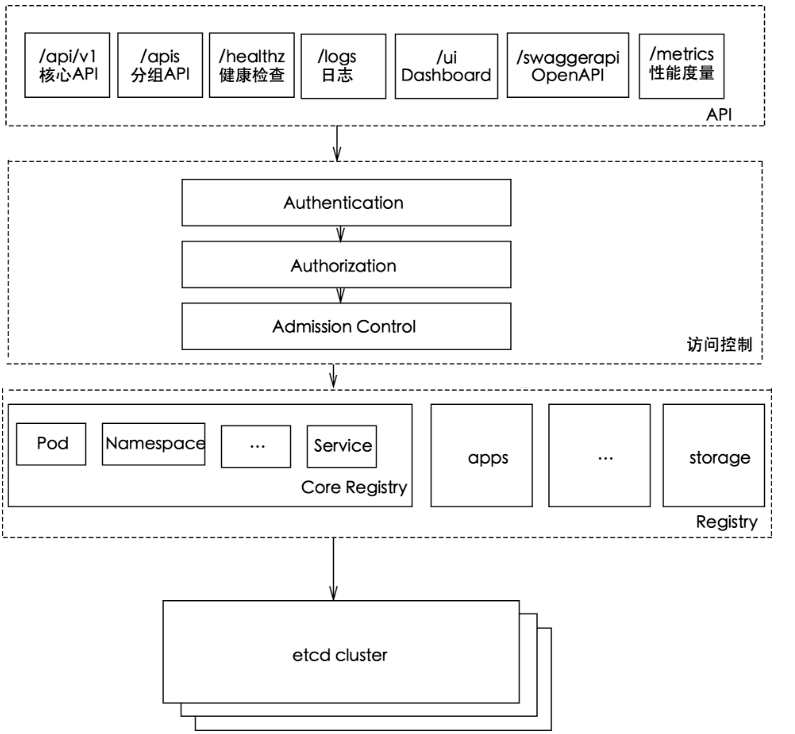 /api/v1
核心API
/apis
分组API
/healthz
健康检查
/logs
日志
/ui
Dashboard
/swaggerapi
OpenAPI
/metrics
性能度量
API
Authentication
Authorization
Admission Control
访问控制
Pod
Namespace
...
Service
Core Registry
apps
...
storage
Registry
etcd cluster